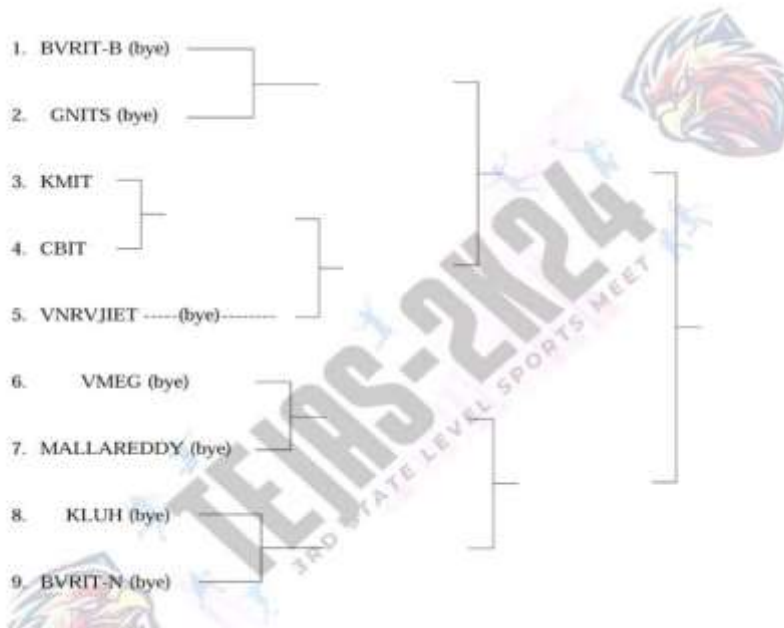 1. BVRIT-B (bye)
2. GNITS (bye)
3. KMIT
4. CBIT
5. VNRVJIET -----(bye)--------
6. VMEG (bye)
7. MALLAREDDY (bye)
8. KLUH (bye)
9. BVRIT-N (bye)
TEJAS-2K24
3RD STATE LEVEL SPORTS MEET